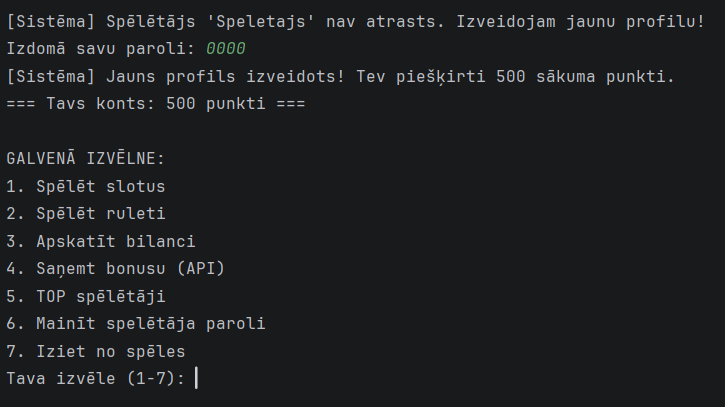 [Sistēma] Spēlētājs 'Speletajs' nav atrasts. Izveidojam jaunu profilu!
Izdomā savu paroli: 0000
[Sistēma] Jauns profils izveidots! Tev piešķirti 500 sākuma punkti.
=== Tavs konts: 500 punkti ===
GALVENĀ IZVĒLNE:
1. Spēlēt slotus
2. Spēlēt ruleti
3. Apskatīt bilanci
4. Saņemt bonusu (API)
5. TOP spēlētāji
6. Mainīt spelētāja paroli
7. Iziet no spēles
Tava izvēle (1-7):